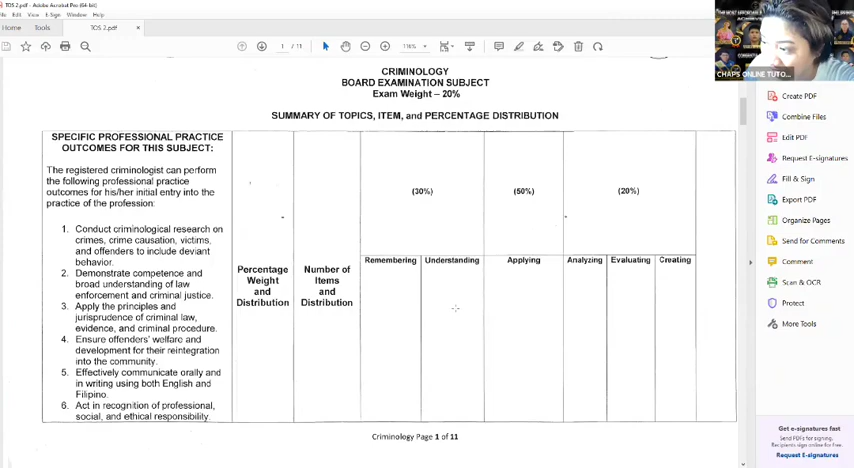 TOS 2.pdf - Adobe Acrobat Pro (64-bit)
File Edit View E-Sign Window Help
Home Tools TOS 2.pdf ×
1 / 11
CHAPS ONLINE TUTO...
CRIMINOLOGY
BOARD EXAMINATION SUBJECT
Exam Weight – 20%
SUMMARY OF TOPICS, ITEM, and PERCENTAGE DISTRIBUTION
SPECIFIC PROFESSIONAL PRACTICE
OUTCOMES FOR THIS SUBJECT:
The registered criminologist can perform
the following professional practice
outcomes for his/her initial entry into the
practice of the profession:
1. Conduct criminological research on
crimes, crime causation, victims,
and offenders to include deviant
behavior.
2. Demonstrate competence and
broad understanding of law
enforcement and criminal justice.
3. Apply the principles and
jurisprudence of criminal law,
evidence, and criminal procedure.
4. Ensure offenders' welfare and
development for their reintegration
into the community.
5. Effectively communicate orally and
in writing using both English and
Filipino.
6. Act in recognition of professional,
social, and ethical responsibility.
Percentage
Weight
and
Distribution
Number of
Items
and
Distribution
(30%) (50%) (20%)
Remembering Understanding Applying Analyzing Evaluating Creating
Criminology Page 1 of 11
Create PDF
Combine Files
Edit PDF
Request E-signatures
Fill & Sign
Export PDF
Organize Pages
Send for Comments
Comment
Scan & OCR
Protect
More Tools
Get e-signatures fast
Send PDFs for signing.
Recipients sign online for free.
Request E-signatures